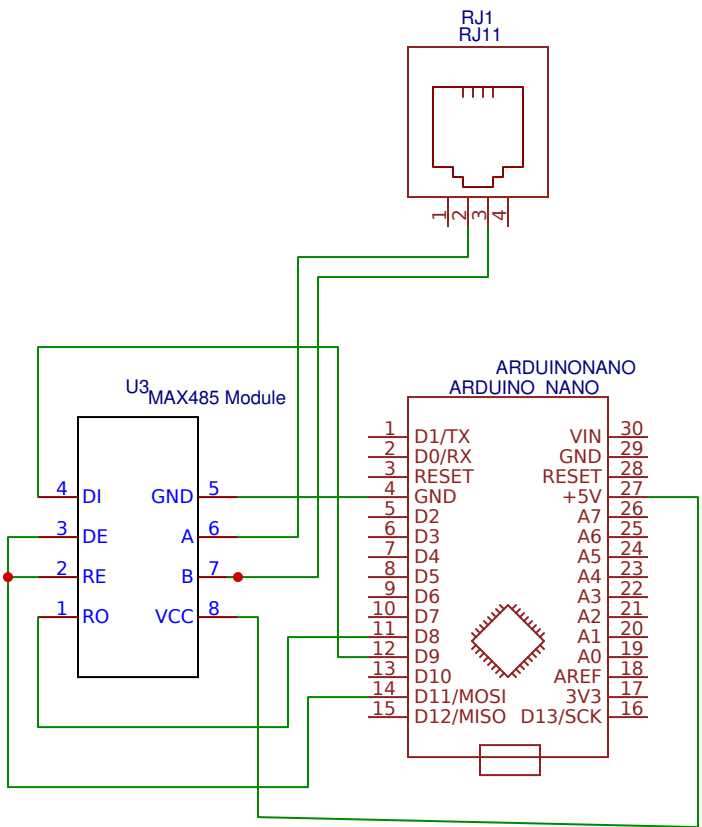 RJ1
RJ11
1 2 3 4
U3
MAX485 Module
4 DI GND 5
3 DE A 6
2 RE B 7
1 RO VCC 8
ARDUINONANO
ARDUINO_NANO
1 D1/TX VIN 30
2 D0/RX GND 29
3 RESET RESET 28
4 GND +5V 27
5 D2 A7 26
6 D3 A6 25
7 D4 A5 24
8 D5 A4 23
9 D6 A3 22
10 D7 A2 21
11 D8 A1 20
12 D9 A0 19
13 D10 AREF 18
14 D11/MOSI 3V3 17
15 D12/MISO D13/SCK 16